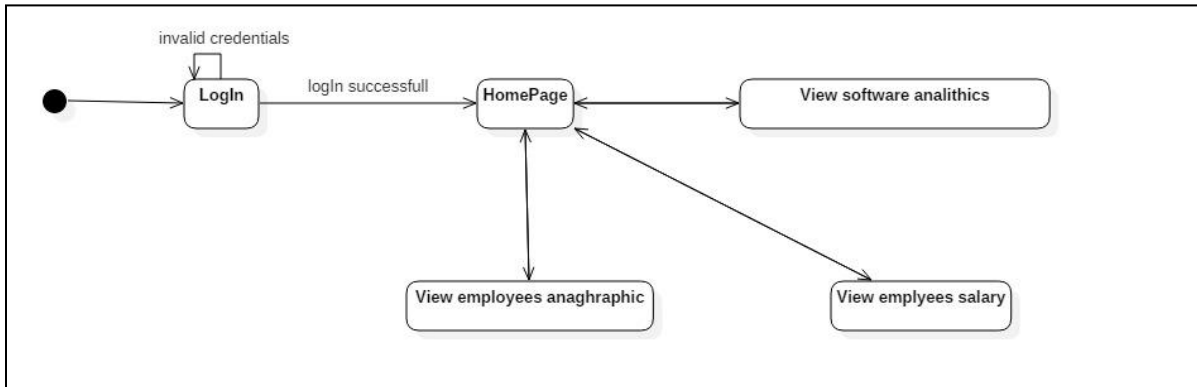 invalid credentials
LogIn
logIn successfull
HomePage
View software analithics
View employees anaghraphic
View emplyees salary